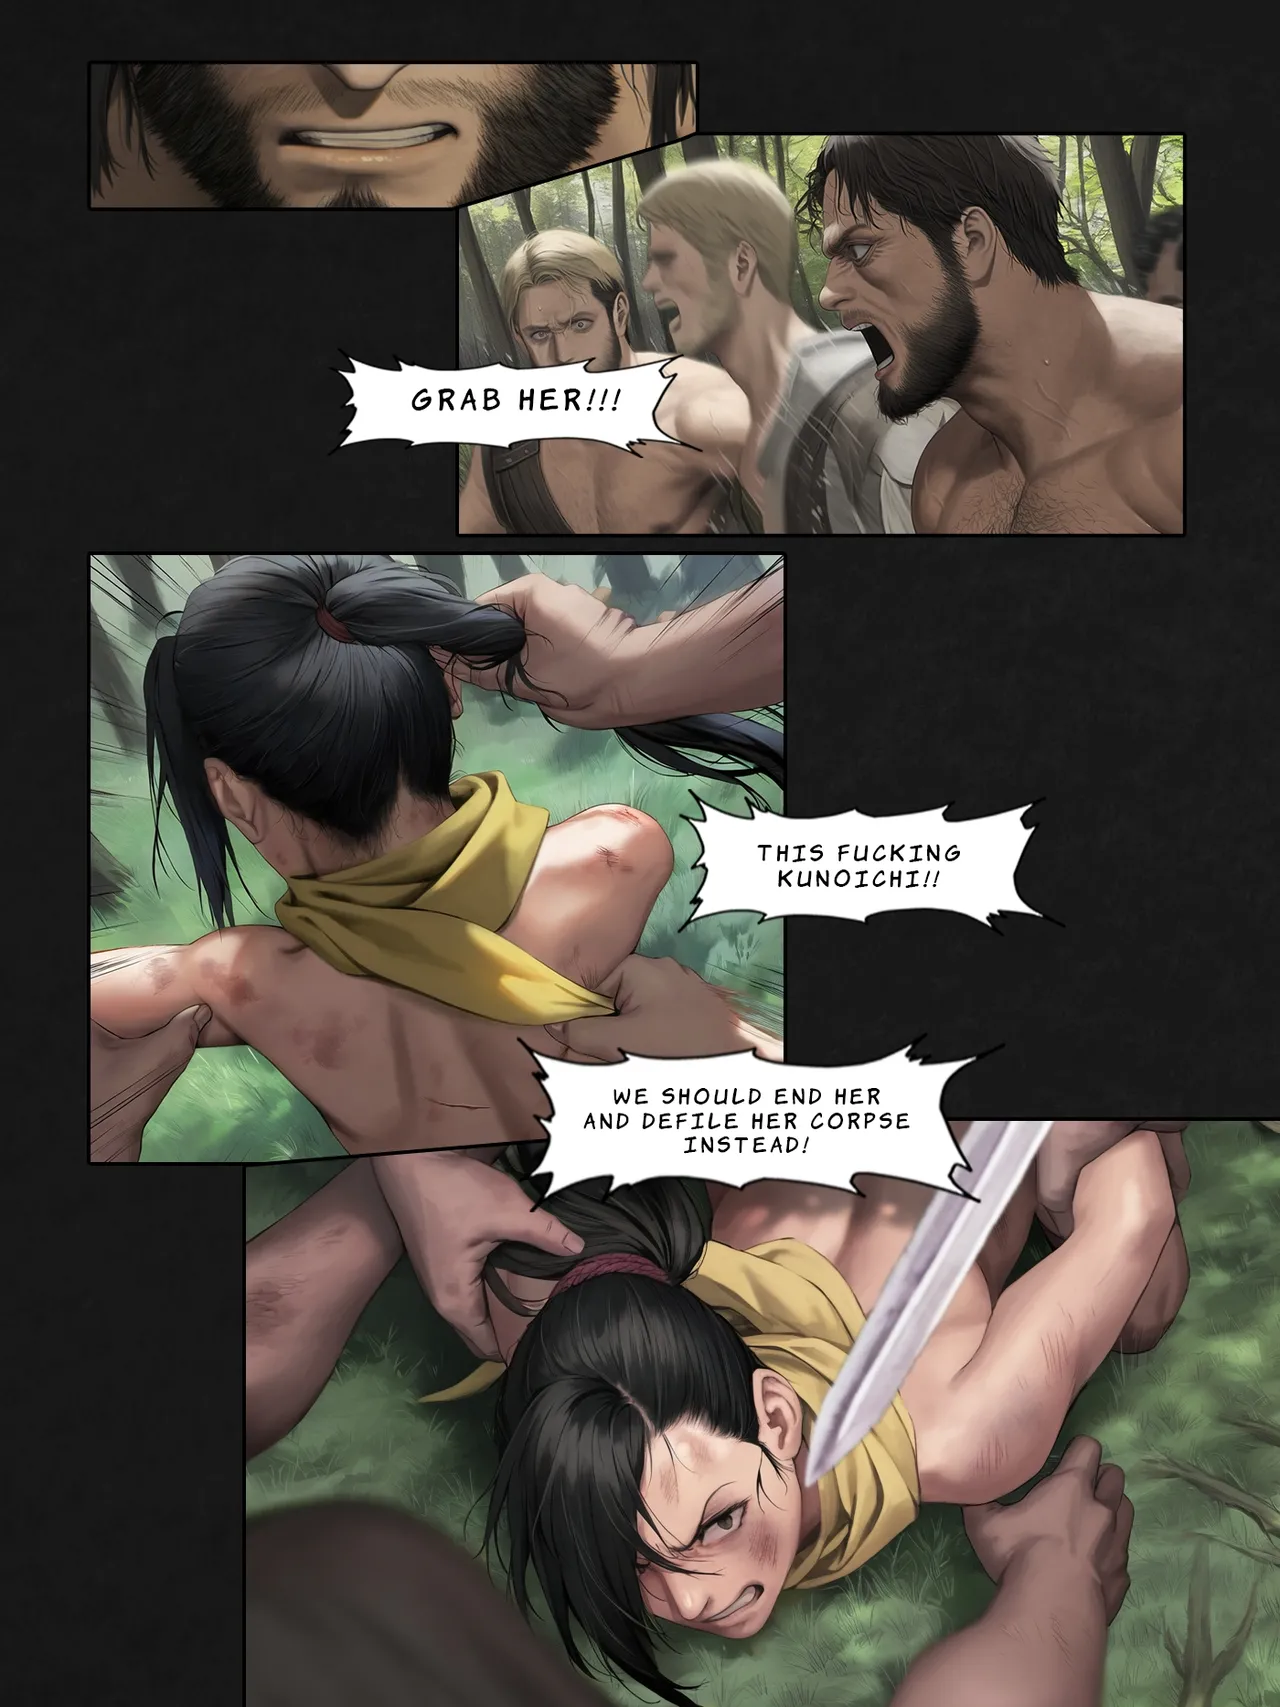 GRAB HER!!!
THIS FUCKING
KUNOICHI!!
WE SHOULD END HER
AND DEFILE HER CORPSE
INSTEAD!